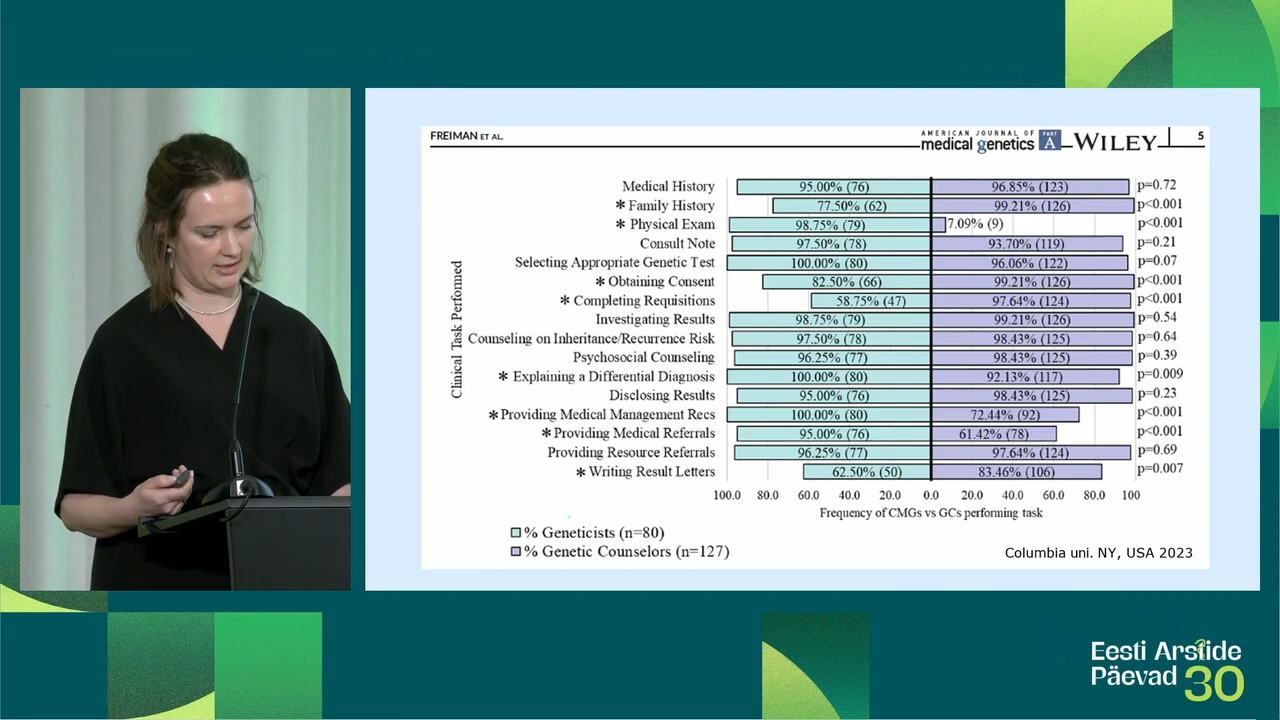 FREIMAN ET AL.
AMERICAN JOURNAL OF
medical genetics
PART
A
WILEY
5
Clinical Task Performed
Medical History 95.00% (76) 96.85% (123) p=0.72
* Family History 77.50% (62) 99.21% (126) p<0.001
* Physical Exam 98.75% (79) 7.09% (9) p<0.001
Consult Note 97.50% (78) 93.70% (119) p=0.21
Selecting Appropriate Genetic Test 100.00% (80) 96.06% (122) p=0.07
* Obtaining Consent 82.50% (66) 99.21% (126) p<0.001
* Completing Requisitions 58.75% (47) 97.64% (124) p<0.001
Investigating Results 98.75% (79) 99.21% (126) p=0.54
Counseling on Inheritance/Recurrence Risk 97.50% (78) 98.43% (125) p=0.64
Psychosocial Counseling 96.25% (77) 98.43% (125) p=0.39
* Explaining a Differential Diagnosis 100.00% (80) 92.13% (117) p=0.009
Disclosing Results 95.00% (76) 98.43% (125) p=0.23
* Providing Medical Management Recs 100.00% (80) 72.44% (92) p<0.001
* Providing Medical Referrals 95.00% (76) 61.42% (78) p<0.001
Providing Resource Referrals 96.25% (77) 97.64% (124) p=0.69
* Writing Result Letters 62.50% (50) 83.46% (106) p=0.007
100.0 80.0 60.0 40.0 20.0 0.0 20.0 40.0 60.0 80.0 100
Frequency of CMGs vs GCs performing task
% Geneticists (n=80)
% Genetic Counselors (n=127)
Columbia uni. NY, USA 2023
Eesti Arstide
Päevad 30